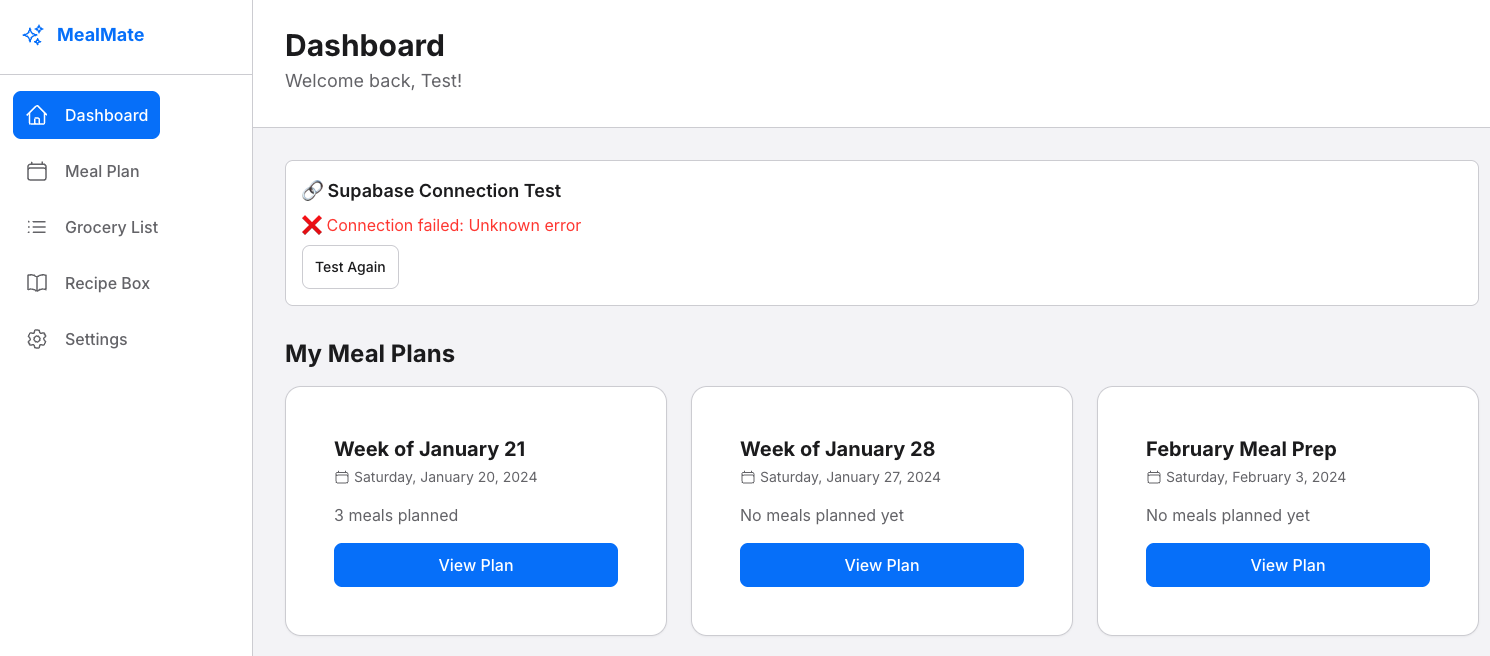 MealMate
Dashboard
Meal Plan
Grocery List
Recipe Box
Settings
Dashboard
Welcome back, Test!
🔗 Supabase Connection Test
❌ Connection failed: Unknown error
Test Again
My Meal Plans
Week of January 21
Saturday, January 20, 2024
3 meals planned
View Plan
Week of January 28
Saturday, January 27, 2024
No meals planned yet
View Plan
February Meal Prep
Saturday, February 3, 2024
No meals planned yet
View Plan